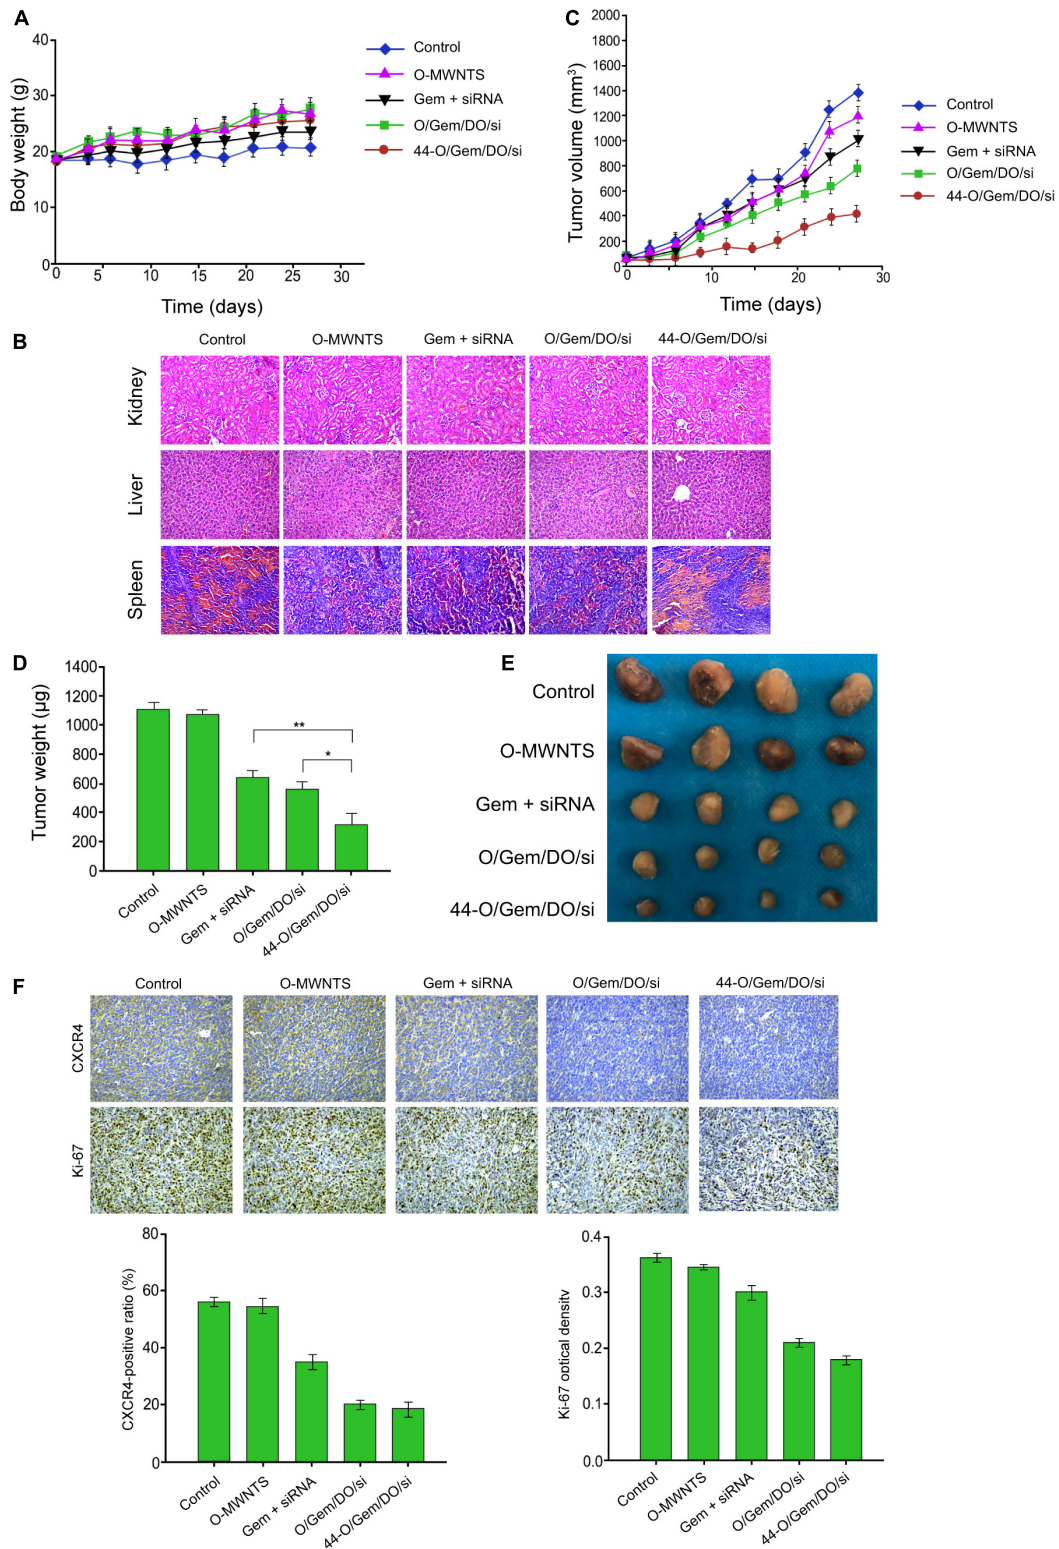 A
Body weight (g)
40
30
20
10
0
0 5 10 15 20 25 30
Time (days)
Control
O-MWNTS
Gem + siRNA
O/Gem/DO/si
44-O/Gem/DO/si
C
Tumor volume (mm³)
2000
1800
1600
1400
1200
1000
800
600
400
200
0
0 10 20 30
Time (days)
Control
O-MWNTS
Gem + siRNA
O/Gem/DO/si
44-O/Gem/DO/si
B
Control O-MWNTS Gem + siRNA O/Gem/DO/si 44-O/Gem/DO/si
Kidney
Liver
Spleen
D
Tumor weight (µg)
1400
1200
1000
800
600
400
200
0
**
*
Control
O-MWNTS
Gem + siRNA
O/Gem/DO/si
44-O/Gem/DO/si
E
Control
O-MWNTS
Gem + siRNA
O/Gem/DO/si
44-O/Gem/DO/si
F
Control O-MWNTS Gem + siRNA O/Gem/DO/si 44-O/Gem/DO/si
CXCR4
Ki-67
CXCR4-positive ratio (%)
80
60
40
20
0
Control
O-MWNTS
Gem + siRNA
O/Gem/DO/si
44-O/Gem/DO/si
Ki-67 optical density
0.4
0.3
0.2
0.1
0.0
Control
O-MWNTS
Gem + siRNA
O/Gem/DO/si
44-O/Gem/DO/si